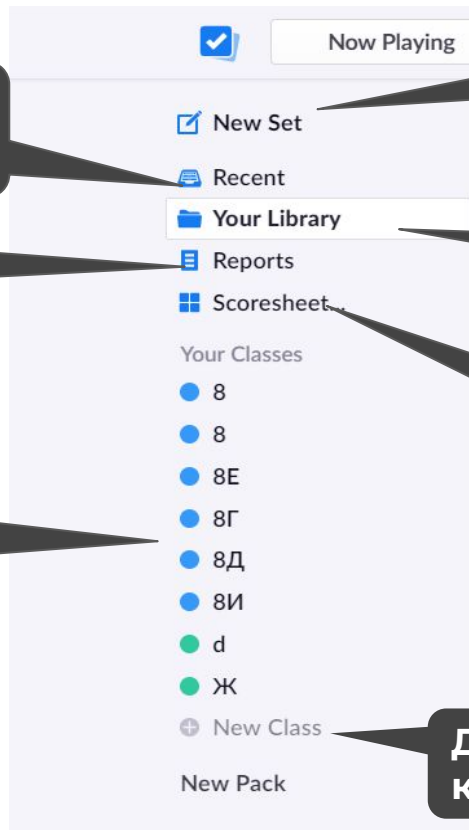 Now Playing
New Set
Recent
Your Library
Reports
Scoresheet...
Your Classes
8
8
8Е
8Г
8Д
8И
d
Ж
New Class
New Pack